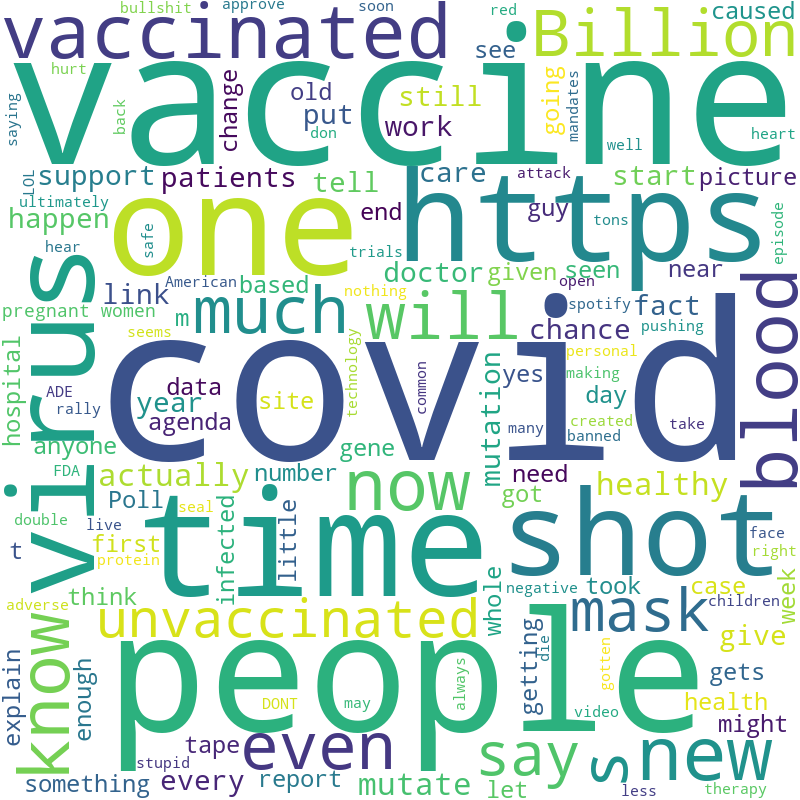 bullshit approve soon red caused
vaccinated Billion
see
hurt
vaccine
saying back change old don put still work going mandates well heart
LOL support patients tell care attack start picture
ultimately
happen one https
safe end guy tons episode
hear trials
virus American based doctor given seen near blood
link nothing open spotify fact
pregnant women m much will chance pushing
seems technology personal
hospital covid
ADE data common yes making
rally year site day
agenda many created take
anyone gene mutation banned
FDA actually number now need healthy
Poll seal got
double live time shot
t first infected little face
protein right
think whole negative took case week
adverse unvaccinated mask children
know people getting die give
explain enough DONT may always gotten gets
video health
tape even say s new might
stupid
something every report mutate let less therapy